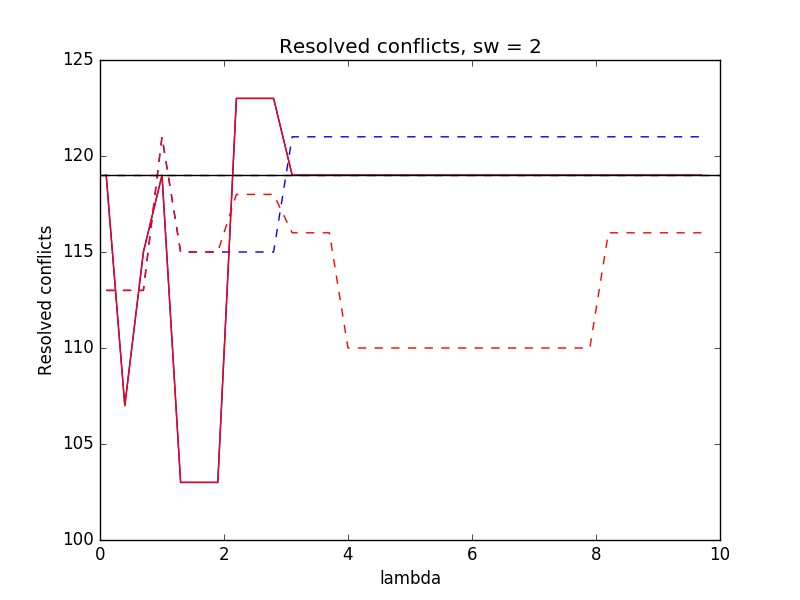 Resolved conflicts, sw = 2
125
120
115
110
105
100
Resolved conflicts
0 2 4 6 8 10
lambda